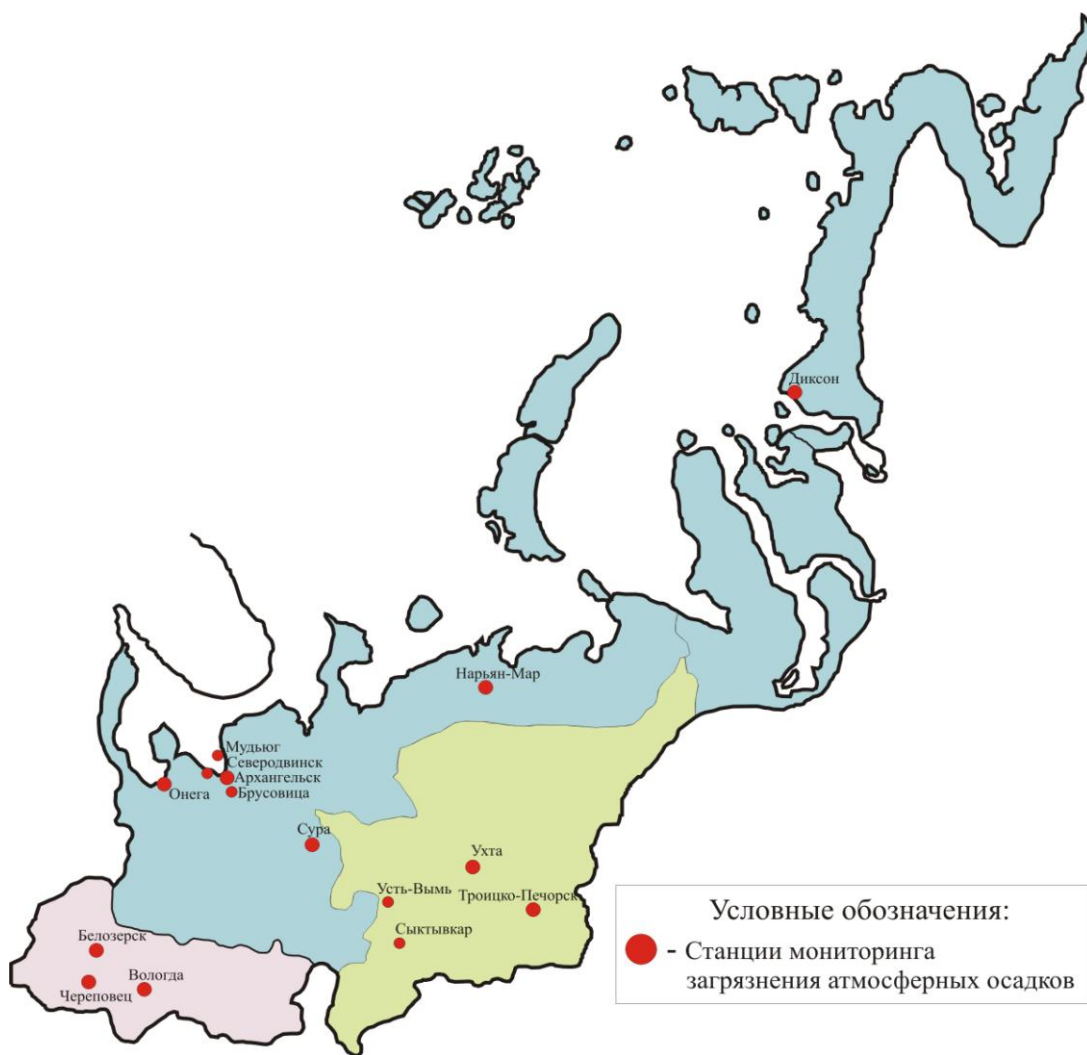 Диксон
Нарьян-Мар
Мудьюг
Северодвинск
Архангельск
Онега
Брусовица
Сура
Ухта
Усть-Вымь
Троицко-Печорск
Сыктывкар
Белозерск
Вологда
Череповец
Условные обозначения:
- Станции мониторинга
загрязнения атмосферных осадков